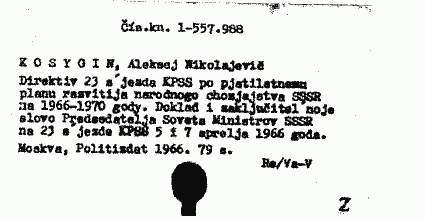 Čís.kn. 1-557.988
K O S Y G I N, Aleksej Nikolajevič
Direktiv 23 s´jezda KPSS po pjatiletnemu
planu razvitija narodnogo chozjajstva SSSR
na 1966-1970 gody. Doklad i zaključitel noje
slovo Predsedatelja Soveta Ministrov SSSR
na 23 s´jezde KPSS 5 i 7 aprelja 1966 goda.
Moskva, Politizdat 1966. 79 s.
Re/Va-V
Z